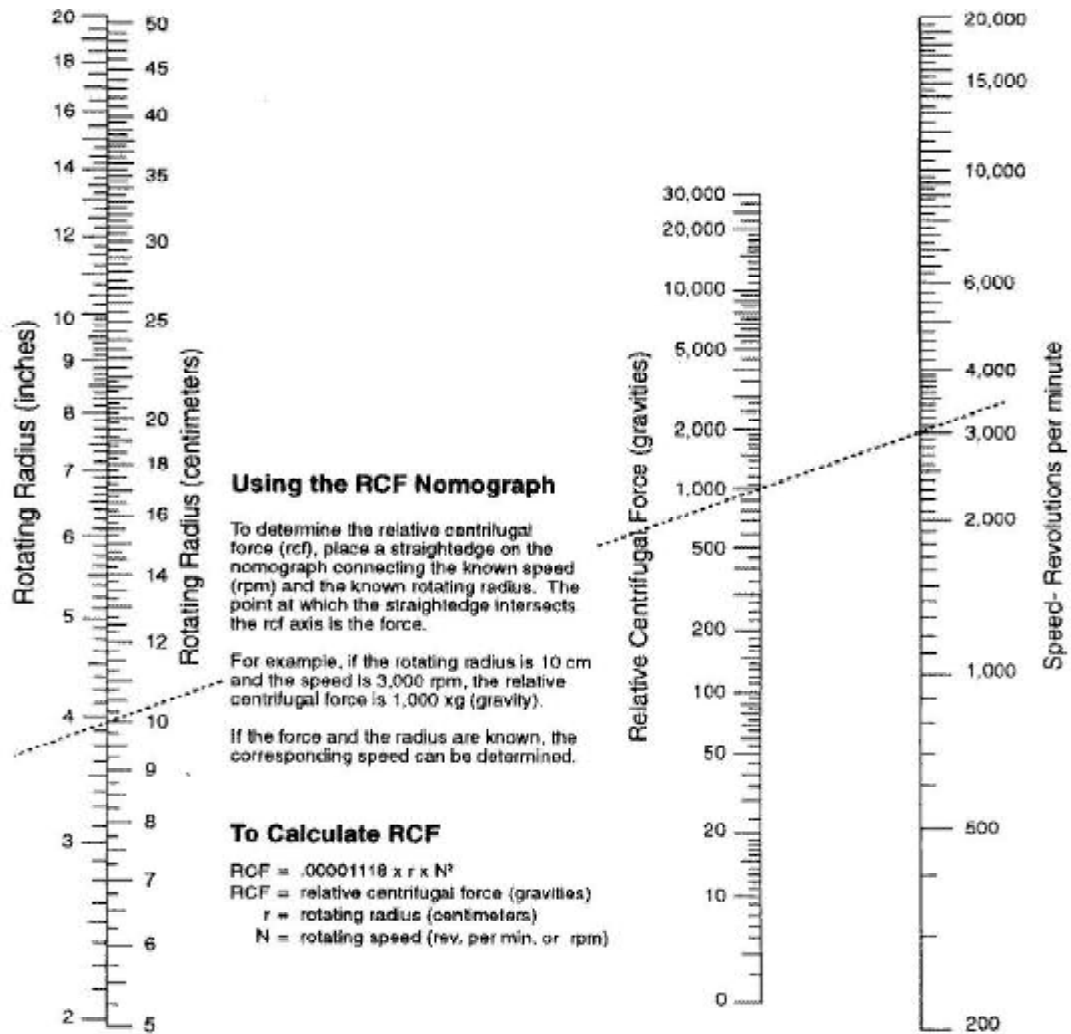 Rotating Radius (inches)
20
18
16
14
12
10
9
8
7
6
5
4
3
2
Rotating Radius (centimeters)
50
45
40
35
30
25
20
18
16
14
12
10
9
8
7
6
5
Using the RCF Nomograph
To determine the relative centrifugal
force (rcf), place a straightedge on the
nomograph connecting the known speed
(rpm) and the known rotating radius. The
point at which the straightedge intersects
the rcf axis is the force.
For example, if the rotating radius is 10 cm
and the speed is 3,000 rpm, the relative
centrifugal force is 1,000 xg (gravity).
If the force and the radius are known, the
corresponding speed can be determined.
To Calculate RCF
RCF = .00001118 x r x N²
RCF = relative centrifugal force (gravities)
r = rotating radius (centimeters)
N = rotating speed (rev. per min. or rpm)
Relative Centrifugal Force (gravities)
30,000
20,000
10,000
5,000
2,000
1,000
500
200
100
50
20
10
0
Speed- Revolutions per minute
20,000
15,000
10,000
6,000
4,000
3,000
2,000
1,000
500
200